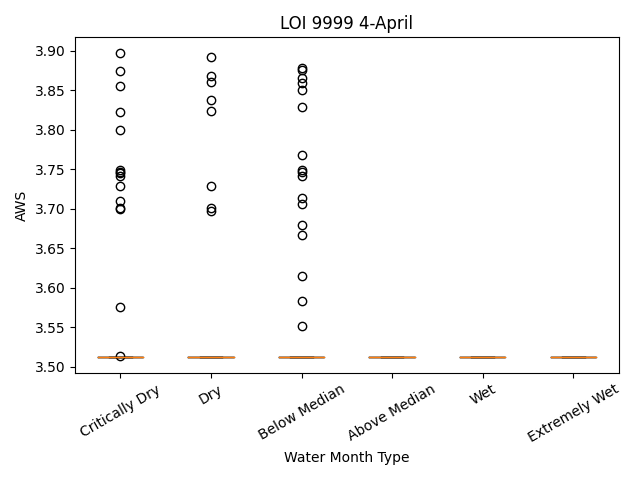 LOI 9999 4-April
AWS
3.90
3.85
3.80
3.75
3.70
3.65
3.60
3.55
3.50
Critically Dry
Dry
Below Median
Above Median
Wet
Extremely Wet
Water Month Type